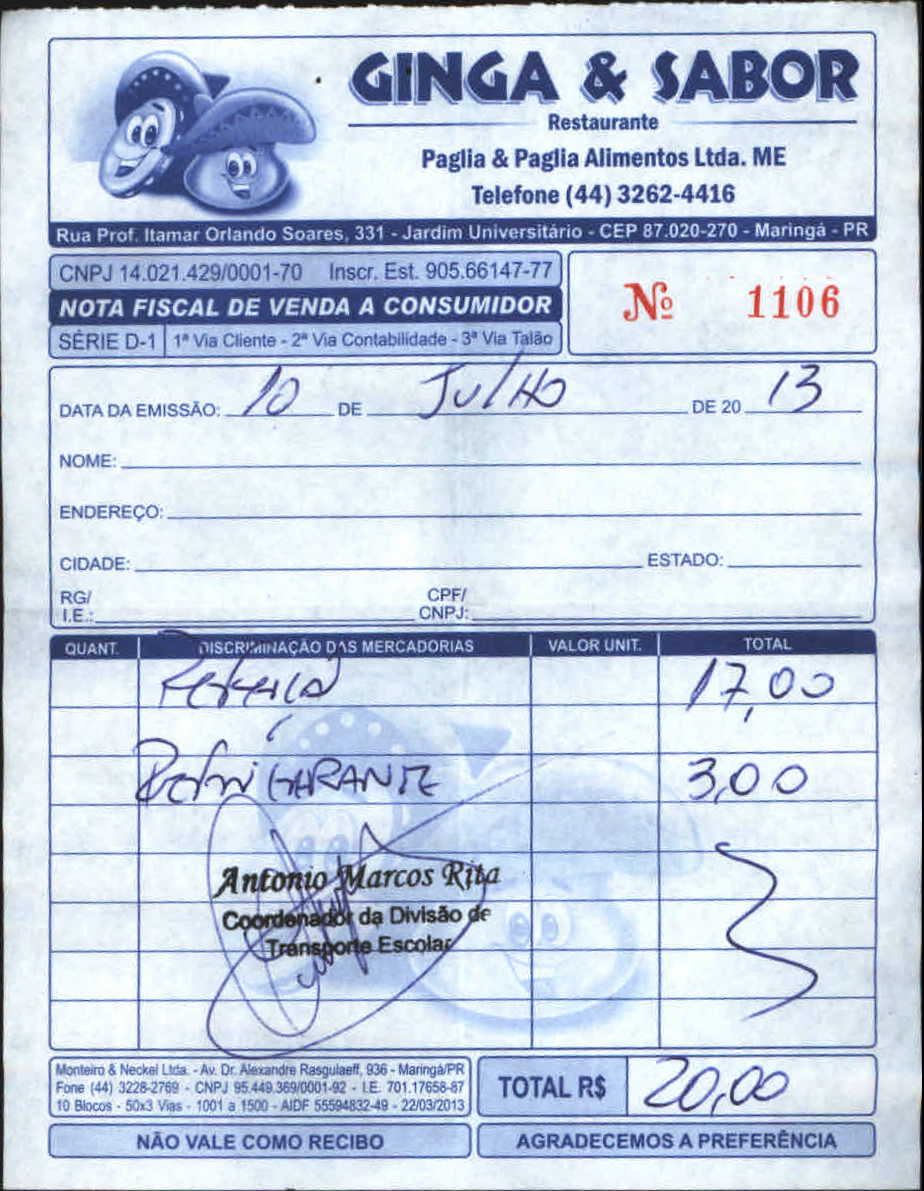 GINGA & SABOR
Restaurante
Paglia & Paglia Alimentos Ltda. ME
Telefone (44) 3262-4416
Rua Prof. Itamar Orlando Soares, 331 - Jardim Universitário - CEP 87.020-270 - Maringá - PR
CNPJ 14.021.429/0001-70 Inscr. Est. 905.66147-77
NOTA FISCAL DE VENDA A CONSUMIDOR
SÉRIE D-1 1ª Via Cliente - 2ª Via Contabilidade - 3ª Via Talão
Nº 1106
DATA DA EMISSÃO: 10 DE JULHO DE 20 13
NOME:
ENDEREÇO:
CIDADE: ESTADO:
RG/ I.E.: CPF/ CNPJ:
QUANT. DISCRIMINAÇÃO DAS MERCADORIAS VALOR UNIT. TOTAL
17,00
3,00
Antonio Marcos Rita
Coordenador da Divisão de
Transporte Escolar
Monteiro & Neckel Ltda. - Av. Dr. Alexandre Rasgulaeff, 936 - Maringá/PR
Fone (44) 3228-2769 - CNPJ 95.449.369/0001-92 - I.E. 701.17658-87
10 Blocos - 50x3 Vias - 1001 a 1500 - AIDF 55594832-49 - 22/03/2013
TOTAL R$ 20,00
NÃO VALE COMO RECIBO
AGRADECEMOS A PREFERÊNCIA